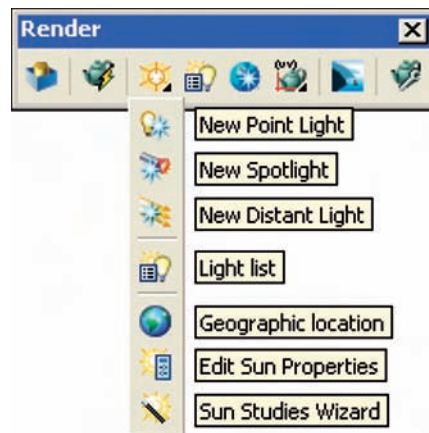 Render
(uv)
New Point Light
New Spotlight
New Distant Light
Light list
Geographic location
Edit Sun Properties
Sun Studies Wizard